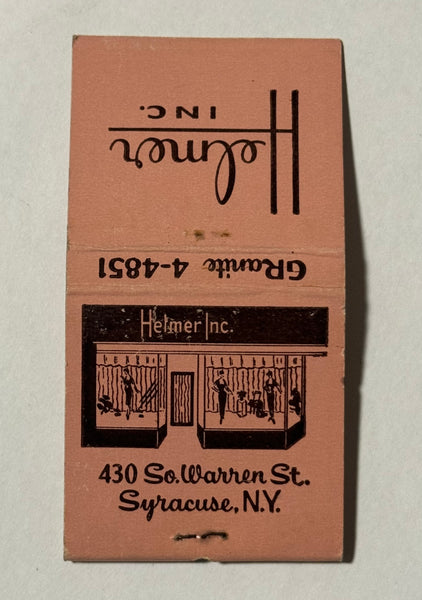 Helmer
INC.
GRanite 4-4851
Helmer Inc.
430 So. Warren St.
Syracuse, N.Y.